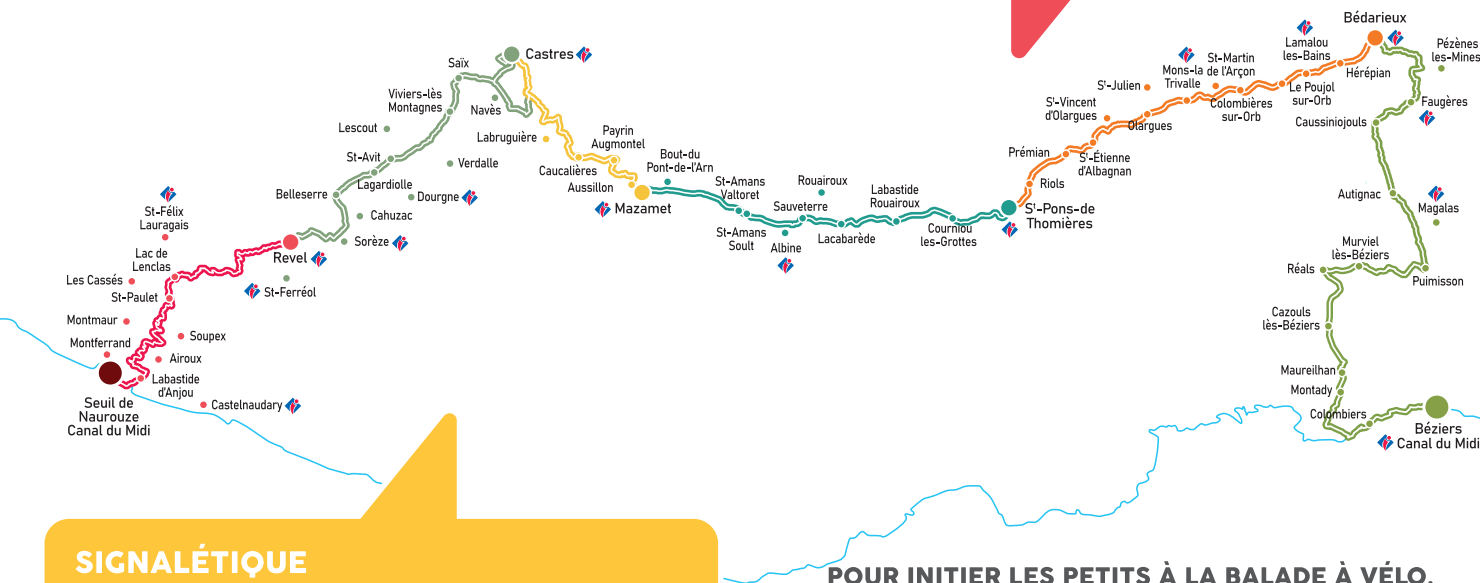 Castres
Saïx
Viviers-lès
Montagnes
Navès
Lescout
Labruguière
St-Avit
Verdalle
Lagardiolle
Belleserre
Dourgne
Cahuzac
Sorèze
St-Félix
Lauragais
Revel
Lac de
Lenclas
Les Cassés
St-Paulet
St-Ferréol
Montmaur
Soupex
Montferrand
Airoux
Labastide
d'Anjou
Castelnaudary
Seuil de
Naurouze
Canal du Midi
Payrin
Augmontel
Caucalières
Aussillon
Mazamet
Bout-du
Pont-de-l'Arn
St-Amans
Valtoret
St-Amans
Soult
Rouairoux
Sauveterre
Albine
Lacabarède
Labastide
Rouairoux
Courniou
les-Grottes
S'-Pons-de
Thomières
Riols
Prémian
S'-Étienne
d'Albagnan
S'-Vincent
d'Olargues
S'-Julien
Olargues
Mons-la
Trivalle
St-Martin
de l'Arçon
Colombières
sur-Orb
Lamalou
les-Bains
Le Poujol
sur-Orb
Hérépian
Bédarieux
Pézènes
les-Mines
Faugères
Caussiniojouls
Autignac
Magalas
Murviel
lès-Béziers
Réals
Puimisson
Cazouls
lès-Béziers
Maureilhan
Montady
Colombiers
Béziers
Canal du Midi
SIGNALÉTIQUE
POUR INITIER LES PETITS À LA BALADE À VÉLO,